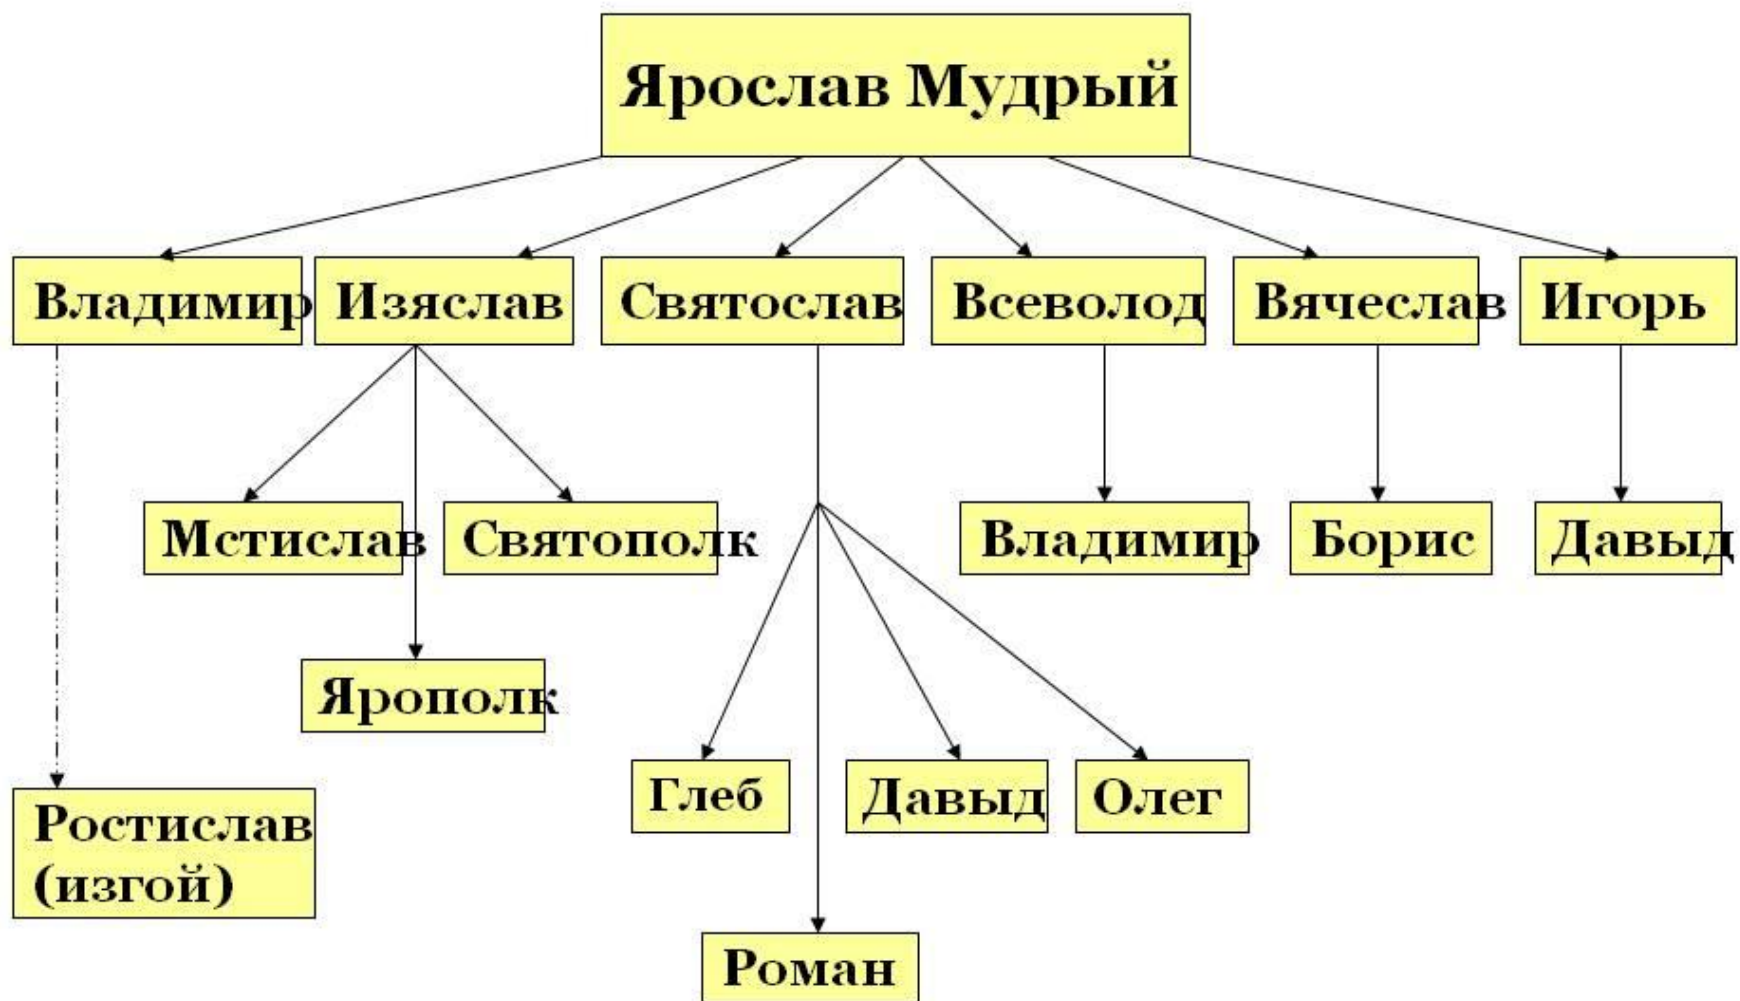 Ярослав Мудрый
Владимир
Изяслав
Святослав
Всеволод
Вячеслав
Игорь
Мстислав
Святополк
Владимир
Борис
Давыд
Ярополк
Глеб
Давыд
Олег
Ростислав
(изгой)
Роман